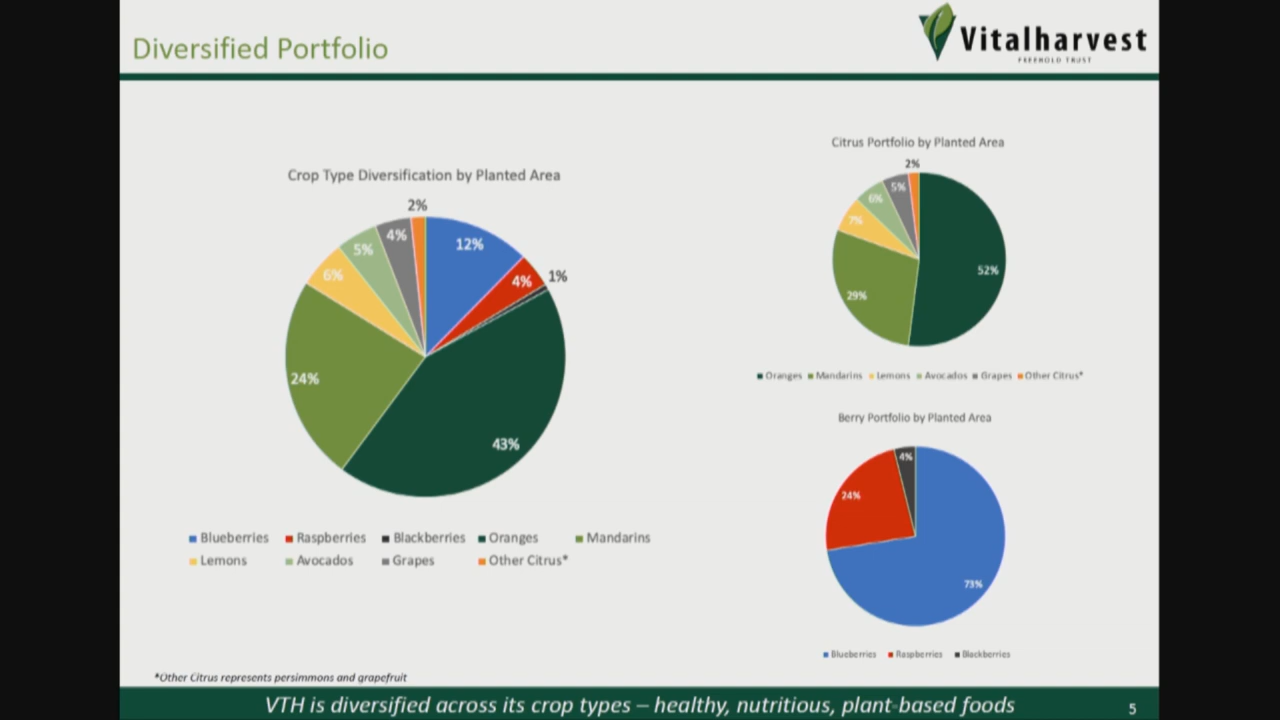 Diversified Portfolio
Vitalharvest
FREEHOLD TRUST
Crop Type Diversification by Planted Area
2%
4%
12%
5%
6%
4%
1%
24%
43%
Blueberries Raspberries Blackberries Oranges Mandarins
Lemons Avocados Grapes Other Citrus*
Citrus Portfolio by Planted Area
2%
5%
6%
7%
52%
29%
Oranges Mandarins Lemons Avocados Grapes Other Citrus*
Berry Portfolio by Planted Area
4%
24%
73%
Blueberries Raspberries Blackberries
*Other Citrus represents persimmons and grapefruit
VTH is diversified across its crop types – healthy, nutritious, plant-based foods
5